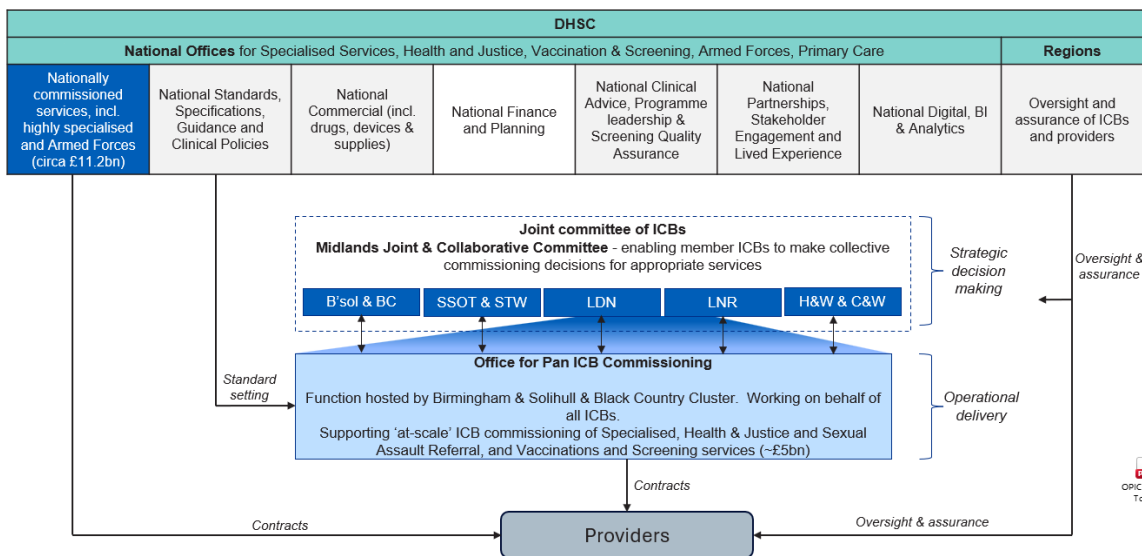 DHSC
National Offices for Specialised Services, Health and Justice, Vaccination & Screening, Armed Forces, Primary Care
Regions
Nationally
commissioned
services, incl.
highly specialised
and Armed Forces
(circa £11.2bn)
National Standards,
Specifications,
Guidance and
Clinical Policies
National
Commercial (incl.
drugs, devices &
supplies)
National Finance
and Planning
National Clinical
Advice, Programme
leadership &
Screening Quality
Assurance
National
Partnerships,
Stakeholder
Engagement and
Lived Experience
National Digital, BI
& Analytics
Oversight and
assurance of ICBs
and providers
Joint committee of ICBs
Midlands Joint & Collaborative Committee - enabling member ICBs to make collective
commissioning decisions for appropriate services
B'sol & BC
SSOT & STW
LDN
LNR
H&W & C&W
Strategic
decision
making
Oversight &
assurance
Office for Pan ICB Commissioning
Function hosted by Birmingham & Solihull & Black Country Cluster. Working on behalf of
all ICBs.
Supporting 'at-scale' ICB commissioning of Specialised, Health & Justice and Sexual
Assault Referral, and Vaccinations and Screening services (~£5bn)
Standard
setting
Operational
delivery
Contracts
Contracts
Providers
Oversight & assurance
OPIC